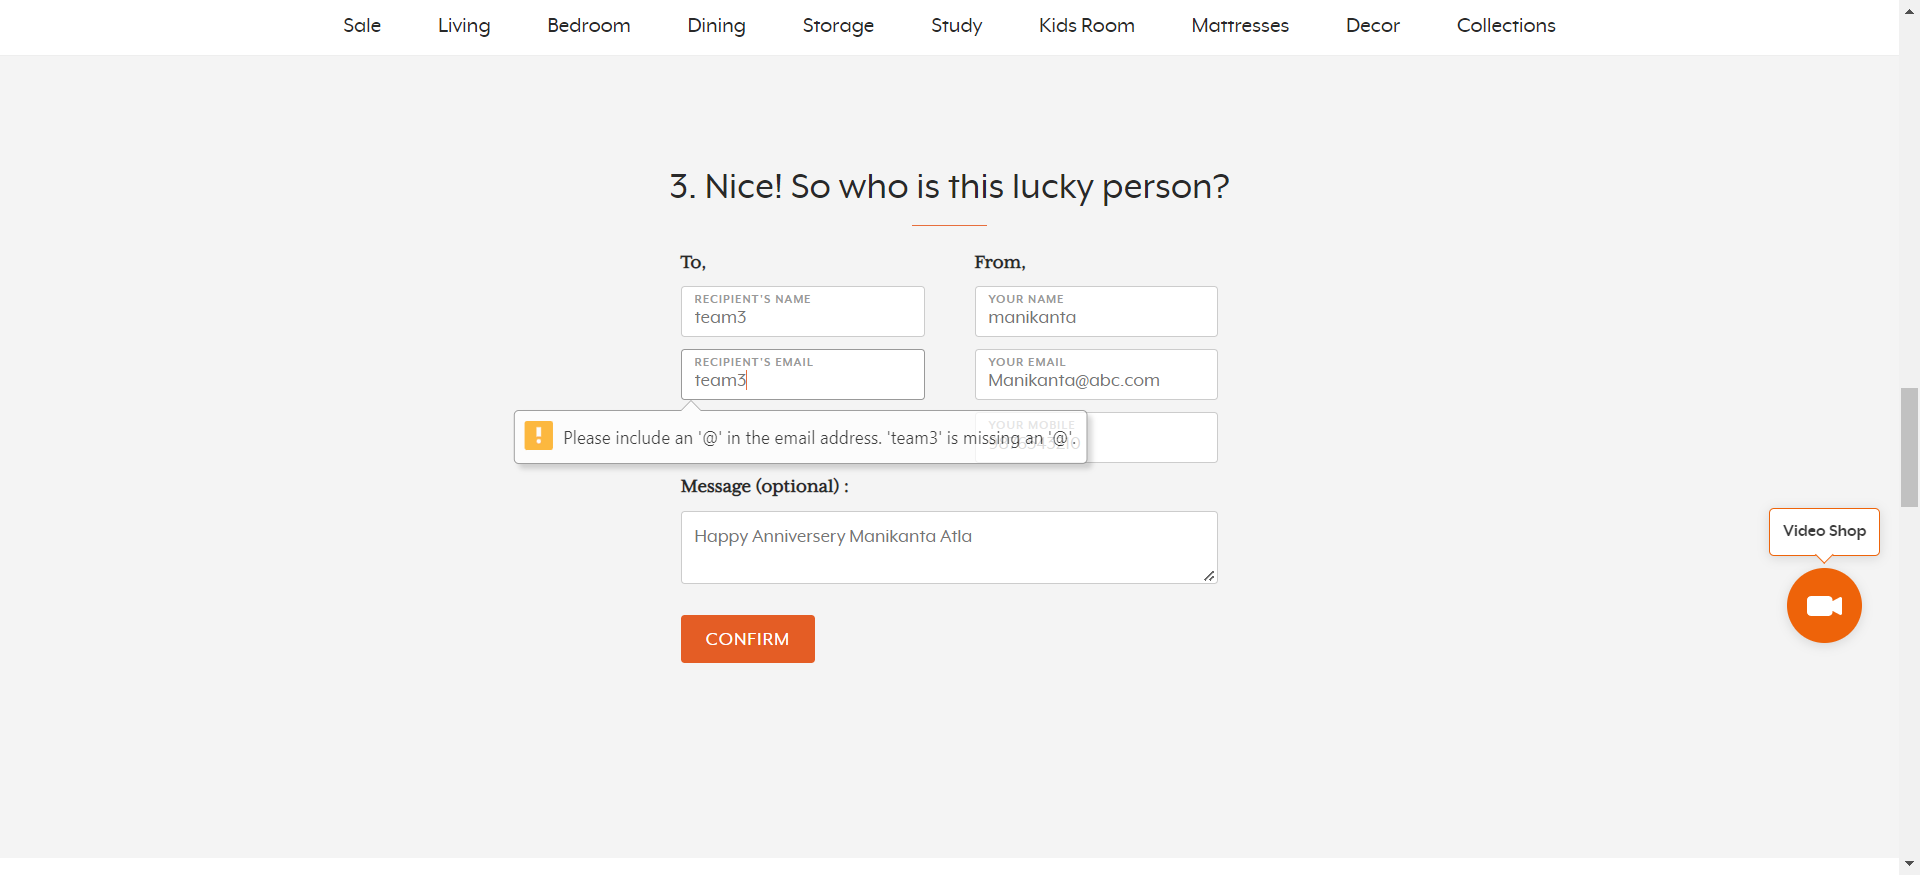 Sale Living Bedroom Dining Storage Study Kids Room Mattresses Decor Collections
3. Nice! So who is this lucky person?
To,
From,
RECIPIENT'S NAME
team3
YOUR NAME
manikanta
RECIPIENT'S EMAIL
team3
YOUR EMAIL
Manikanta@abc.com
Please include an '@' in the email address. 'team3' is missing an '@'.
YOUR MOBILE
Message (optional) :
Happy Anniversery Manikanta Atla
CONFIRM
Video Shop